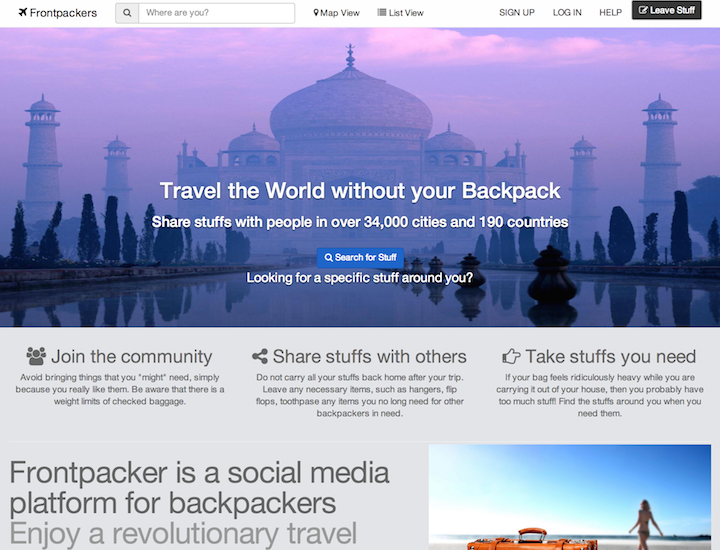 Frontpackers
Where are you?
Map View
List View
SIGN UP
LOG IN
HELP
Leave Stuff
Travel the World without your Backpack
Share stuffs with people in over 34,000 cities and 190 countries
Search for Stuff
Looking for a specific stuff around you?
Join the community
Avoid bringing things that you "might" need, simply
because you really like them. Be aware that there is a
weight limits of checked baggage.
Share stuffs with others
Do not carry all your stuffs back home after your trip.
Leave any necessary items, such as hangers, flip
flops, toothpase any items you no long need for other
backpackers in need.
Take stuffs you need
If your bag feels ridiculously heavy while you are
carrying it out of your house, then you probably have
too much stuff! Find the stuffs around you when you
need them.
Frontpacker is a social media
platform for backpackers
Enjoy a revolutionary travel